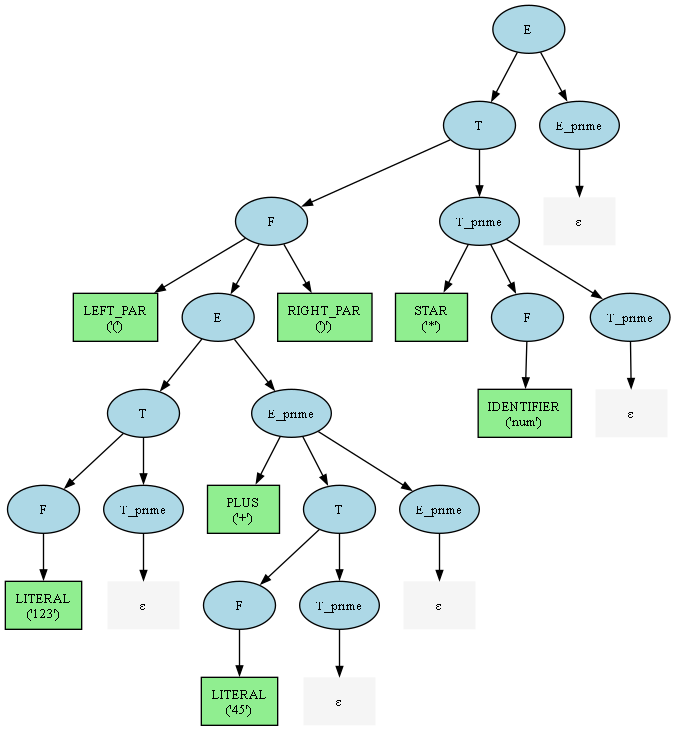 E
T
E_prime
F
T_prime
ε
LEFT_PAR
('(')
E
RIGHT_PAR
(')')
STAR
('*')
F
T_prime
T
E_prime
IDENTIFIER
('num')
ε
F
T_prime
PLUS
('+')
T
E_prime
LITERAL
('123')
ε
F
T_prime
ε
LITERAL
('45')
ε